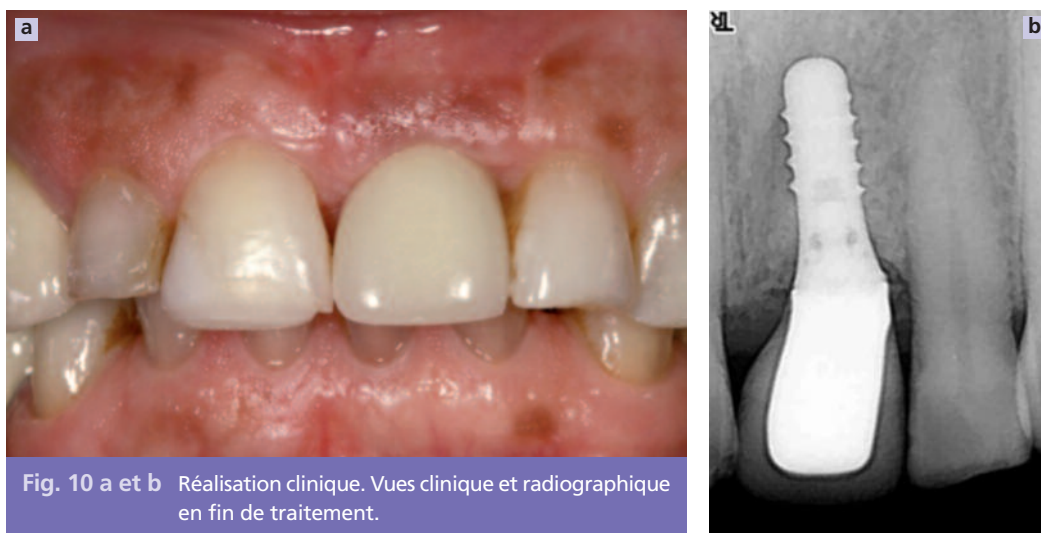 a
b
Fig. 10 a et b Réalisation clinique. Vues clinique et radiographique
en fin de traitement.